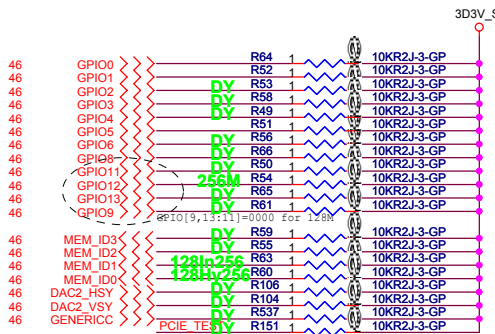 3D3V_S
46 GPIO0 R64 1 10KR2J-3-GP
46 GPIO1 R52 1 10KR2J-3-GP
46 GPIO2 DY R53 1 10KR2J-3-GP
46 GPIO3 DY R58 1 10KR2J-3-GP
46 GPIO4 DY R49 1 10KR2J-3-GP
46 GPIO5 R51 1 10KR2J-3-GP
46 GPIO6 DY R56 1 10KR2J-3-GP
46 DY R66 1 10KR2J-3-GP
46 GPIO11 DY R50 1 10KR2J-3-GP
46 GPIO12 256M R54 1 10KR2J-3-GP
46 GPIO13 DY R65 1 10KR2J-3-GP
46 GPIO9 DY R61 1 10KR2J-3-GP
GPIO[9,13:11]=0000 for 128M
46 MEM_ID3 DY R59 1 10KR2J-3-GP
46 MEM_ID2 DY R55 1 10KR2J-3-GP
46 MEM_ID1 128In256 R63 1 10KR2J-3-GP
46 MEM_ID0 128Hy256 R60 1 10KR2J-3-GP
46 DAC2_HSY DY R106 1 10KR2J-3-GP
46 DAC2_VSY DY R104 1 10KR2J-3-GP
46 GENERICC DY R537 1 10KR2J-3-GP
PCIE_TEST DY R151 1 10KR2J-3-GP